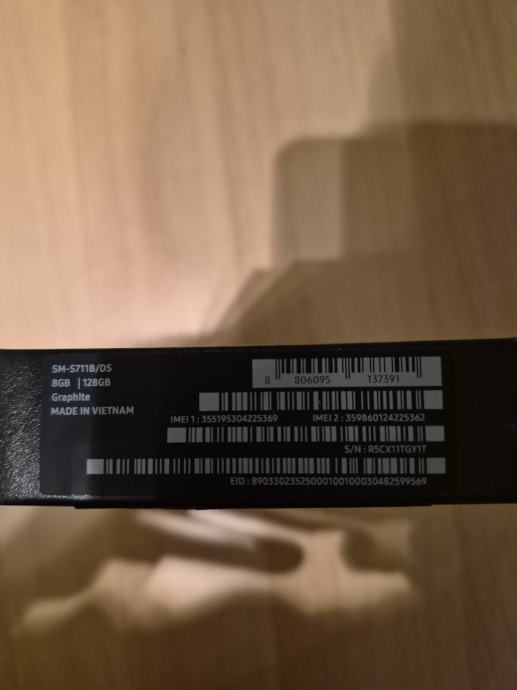 SM-S711B/DS
8GB | 128GB
Graphite
MADE IN VIETNAM
8 806095 137391
IMEI 1 : 355195304225369 IMEI 2 : 359860124225362
S/N : R5CX11TGY1T
EID : 89033023525000100100030482599569